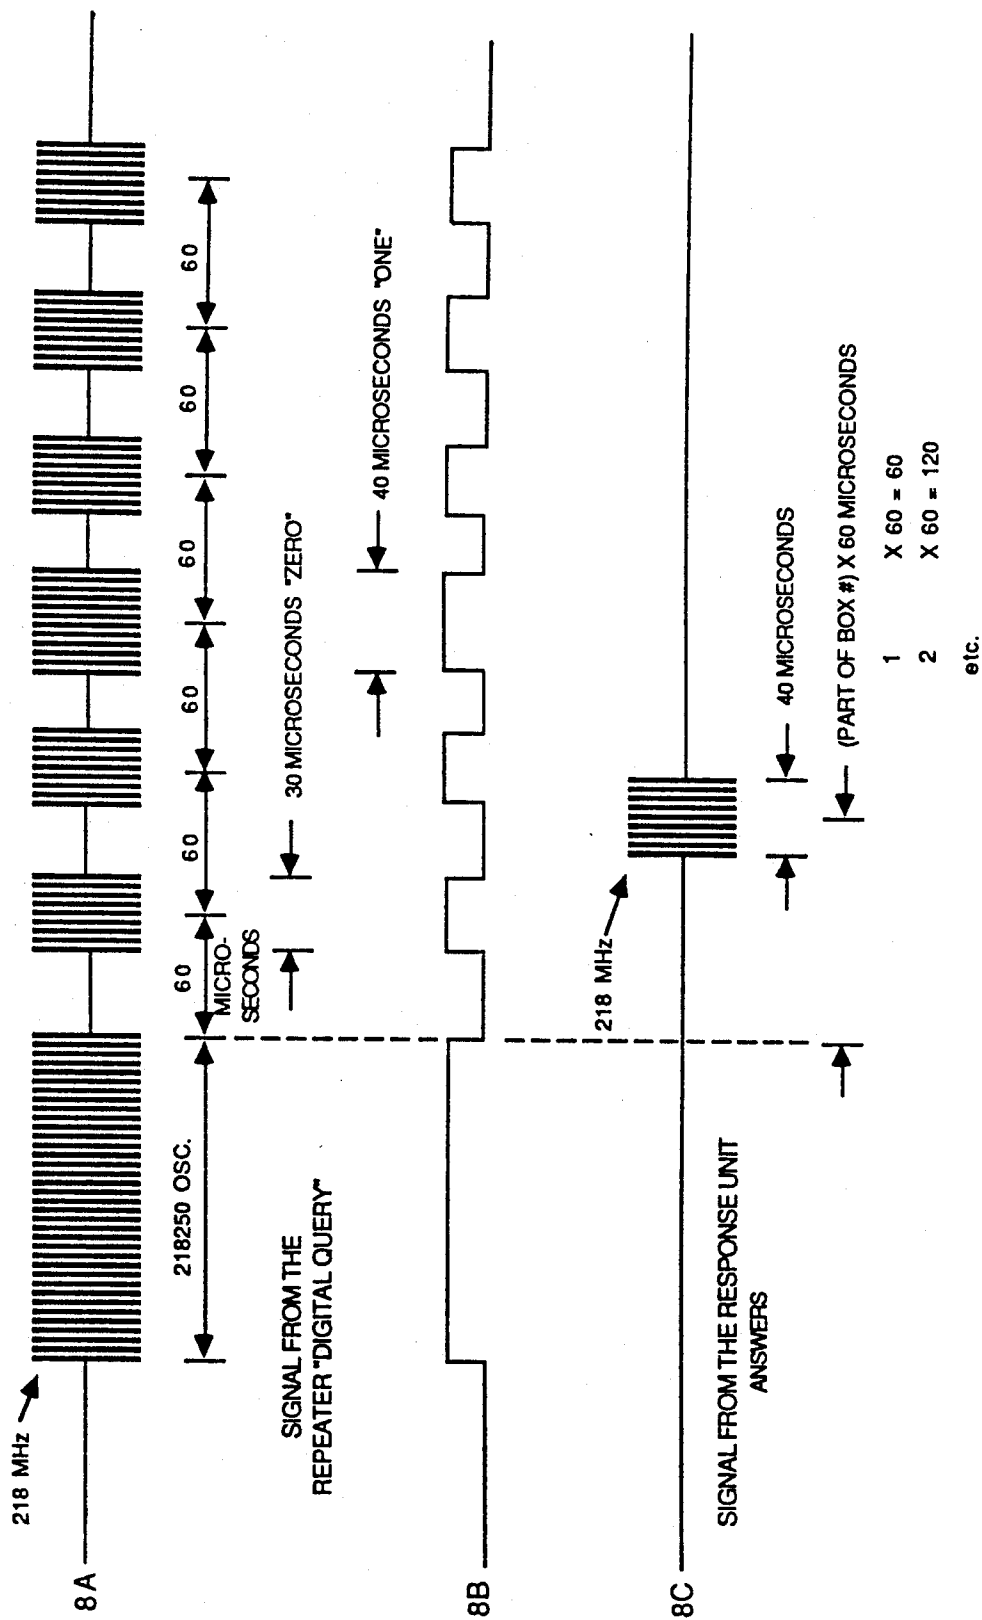 8A
218 MHz
218250 OSC.
60
MICRO-
SECONDS
60
60
60
60
60
SIGNAL FROM THE
REPEATER "DIGITAL QUERY"
30 MICROSECONDS "ZERO"
40 MICROSECONDS "ONE"
8B
8C
218 MHz
SIGNAL FROM THE RESPONSE UNIT
ANSWERS
40 MICROSECONDS
(PART OF BOX #) X 60 MICROSECONDS
1 X 60 = 60
2 X 60 = 120
etc.